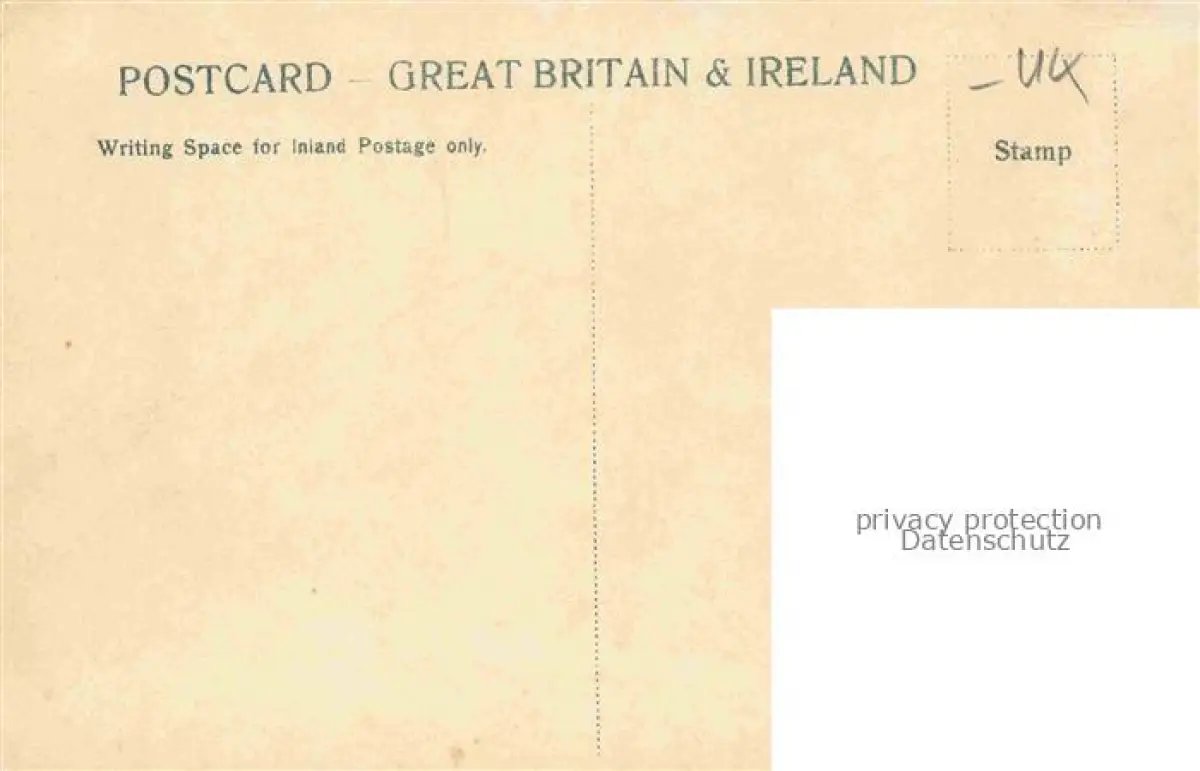 POSTCARD – GREAT BRITAIN & IRELAND
Writing Space for Inland Postage only.
– UK
Stamp
privacy protection
Datenschutz